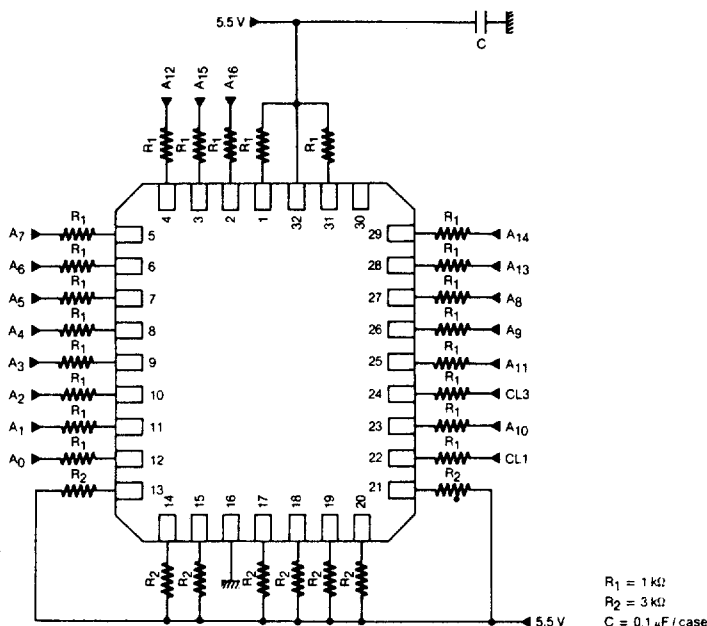 5.5 V
C
A12 A15 A16
R1 R1 R1 R1 R1
4 3 2 1 32 31 30
A7 R1 5
A6 R1 6
A5 R1 7
A4 R1 8
A3 R1 9
A2 R1 10
A1 R1 11
A0 R1 12
R2 13
29 R1 A14
28 R1 A13
27 R1 A8
26 R1 A9
25 R1 A11
24 R1 CL3
23 R1 A10
22 R1 CL1
21 R2
14 15 16 17 18 19 20
R2 R2 R2 R2 R2 R2
5.5 V
R1 = 1 kΩ
R2 = 3 kΩ
C = 0.1 μF/case